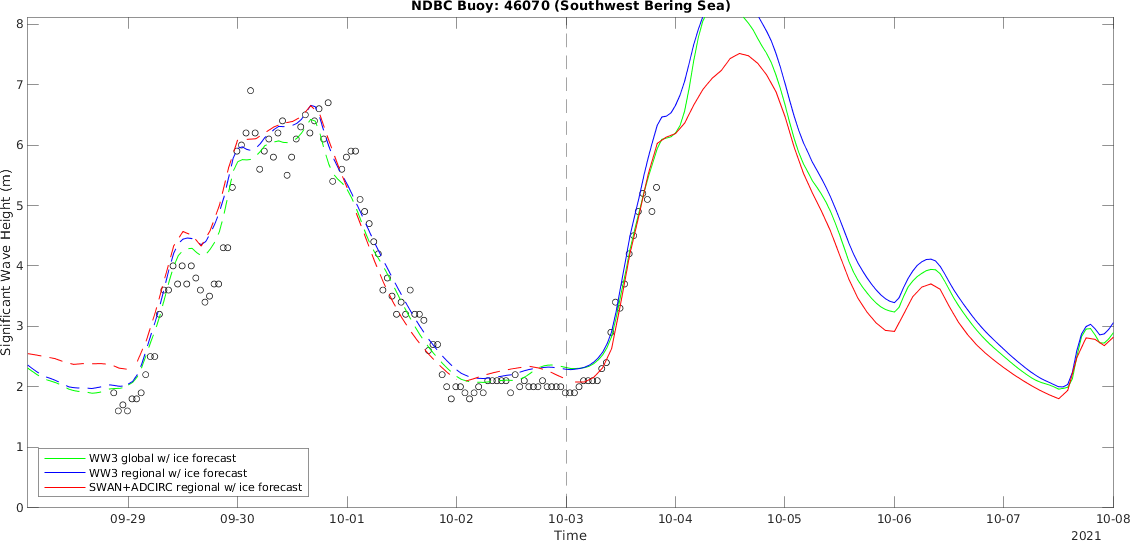 NDBC Buoy: 46070 (Southwest Bering Sea)
8
7
6
5
4
3
2
1
0
Significant Wave Height (m)
WW3 global w/ ice forecast
WW3 regional w/ ice forecast
SWAN+ADCIRC regional w/ ice forecast
09-29 09-30 10-01 10-02 10-03 10-04 10-05 10-06 10-07 10-08
Time
2021